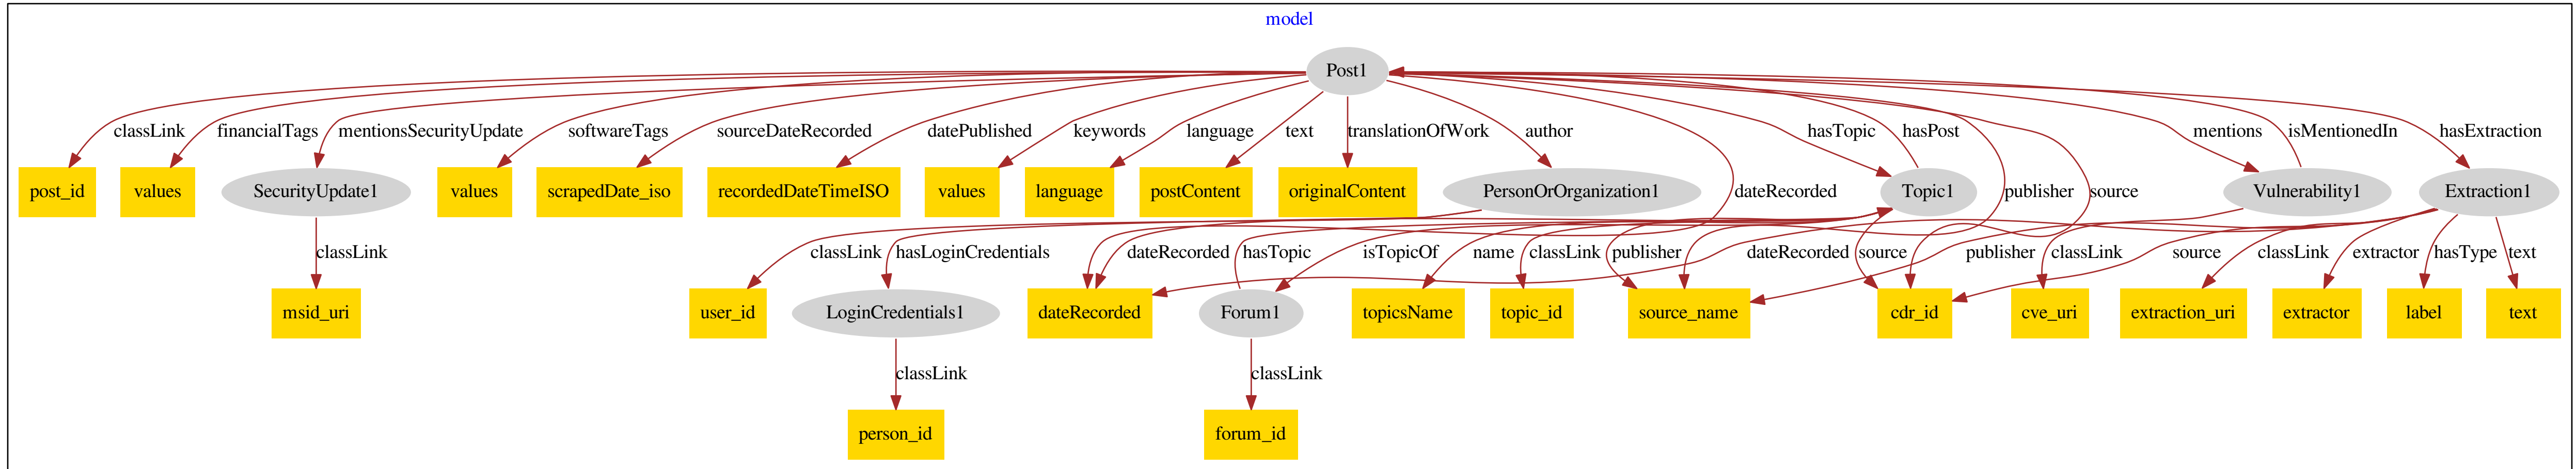 model
Post1
classLink
financialTags
mentionsSecurityUpdate
softwareTags
sourceDateRecorded
datePublished
keywords
language
text
translationOfWork
author
hasTopic
hasPost
mentions
isMentionedIn
hasExtraction
post_id
values
SecurityUpdate1
values
scrapedDate_iso
recordedDateTimeISO
values
language
postContent
originalContent
PersonOrOrganization1
dateRecorded
Topic1
publisher
source
Vulnerability1
Extraction1
classLink
classLink
hasLoginCredentials
dateRecorded
hasTopic
isTopicOf
name
classLink
publisher
dateRecorded
source
publisher
classLink
source
classLink
extractor
hasType
text
msid_uri
user_id
LoginCredentials1
dateRecorded
Forum1
topicsName
topic_id
source_name
cdr_id
cve_uri
extraction_uri
extractor
label
text
classLink
classLink
person_id
forum_id